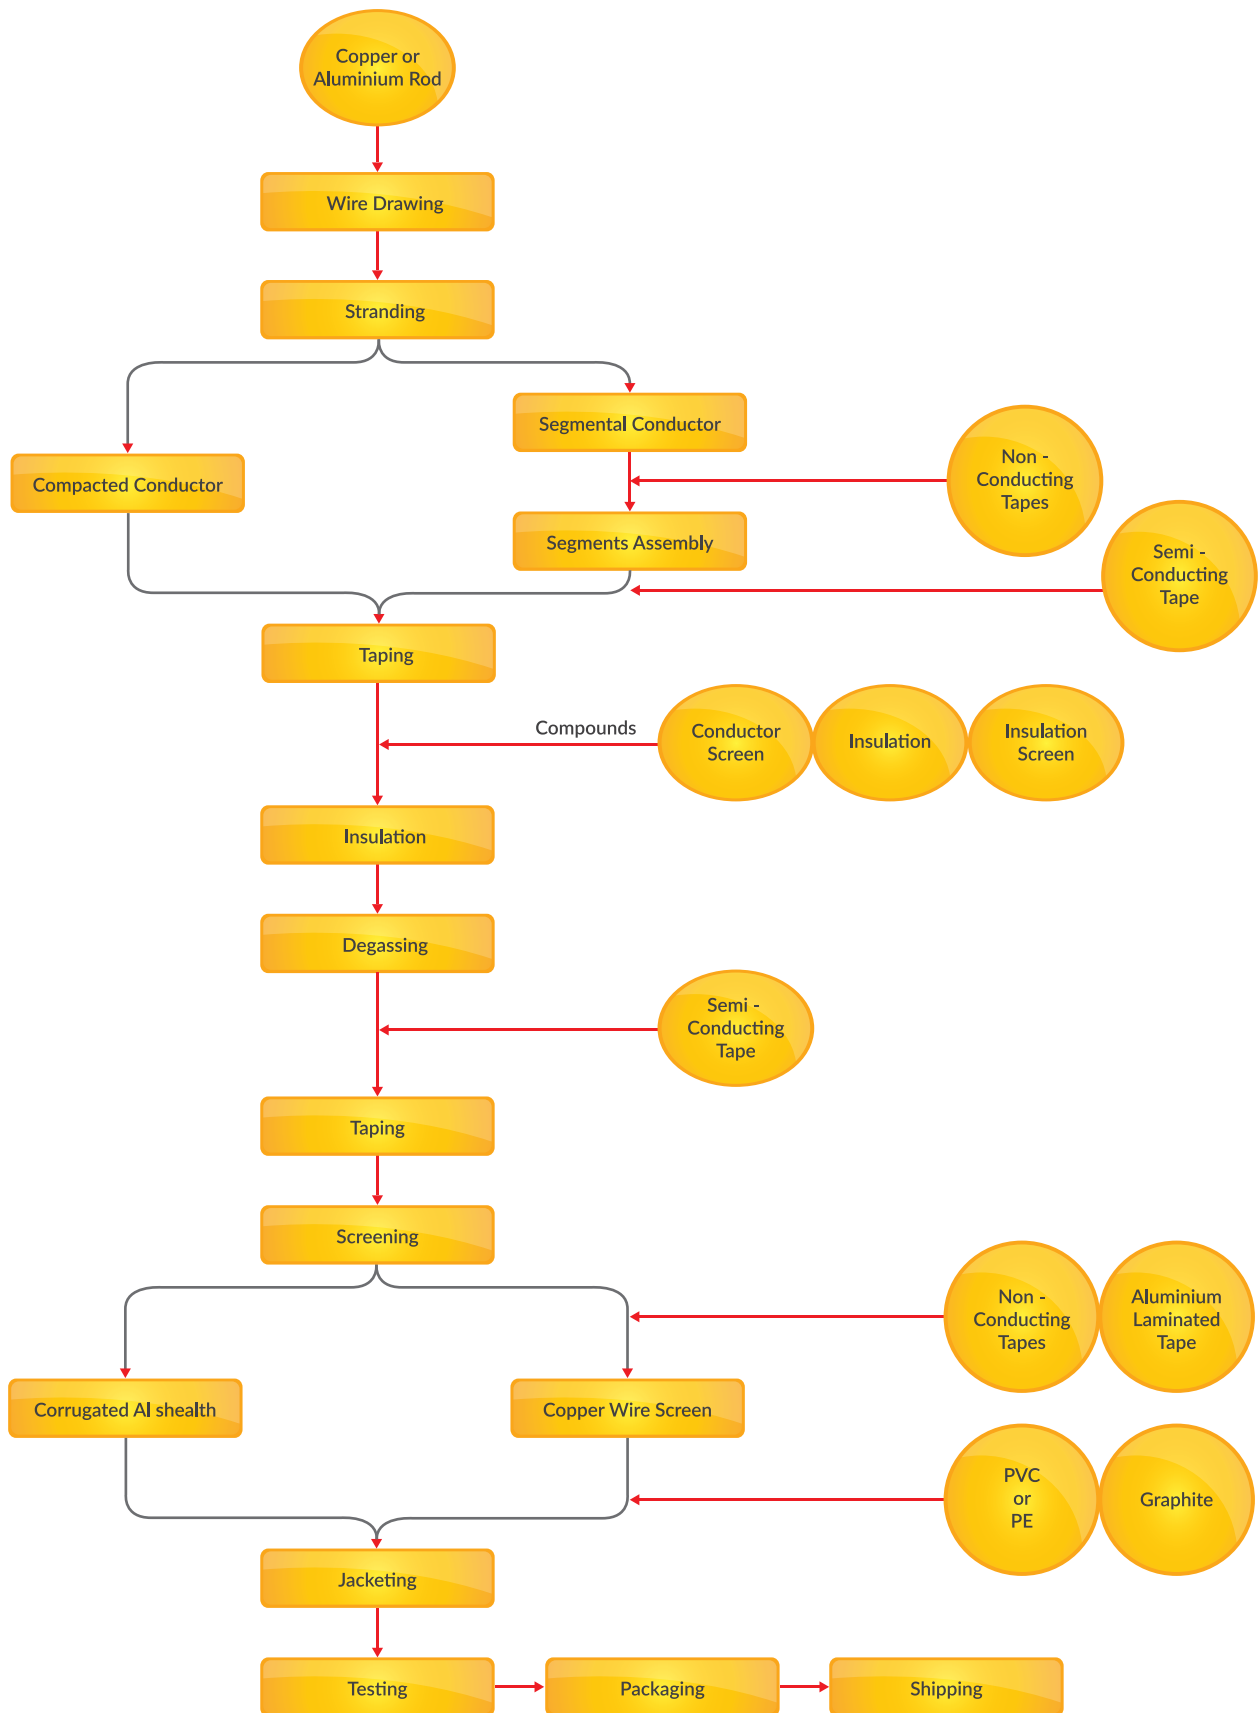 Copper or
Aluminium Rod
Wire Drawing
Stranding
Segmental Conductor
Compacted Conductor
Non -
Conducting
Tapes
Segments Assembly
Semi -
Conducting
Tape
Taping
Compounds
Conductor
Screen
Insulation
Insulation
Screen
Insulation
Degassing
Semi -
Conducting
Tape
Taping
Screening
Non -
Conducting
Tapes
Aluminium
Laminated
Tape
Corrugated Al shealth
Copper Wire Screen
PVC
or
PE
Graphite
Jacketing
Testing
Packaging
Shipping